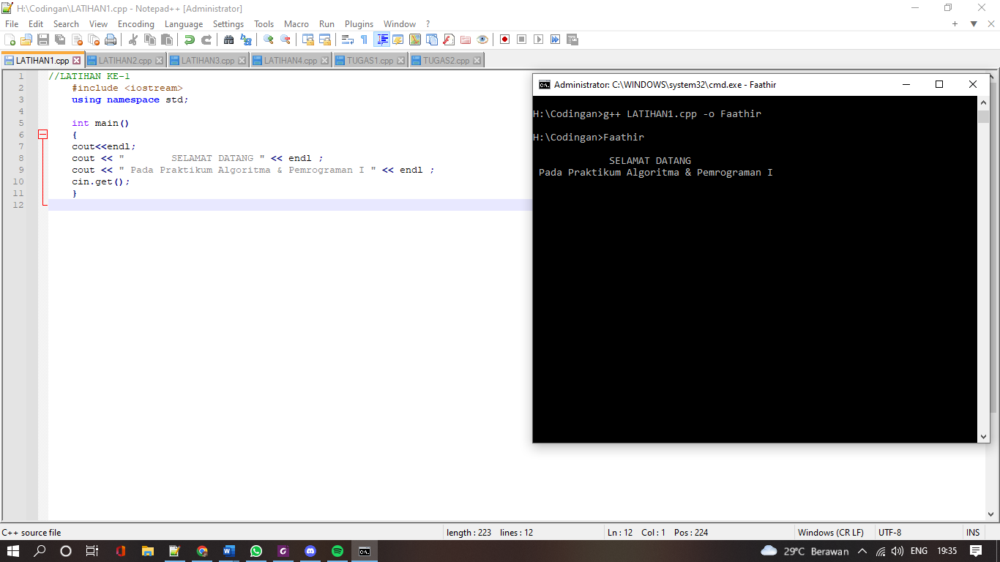 H:\Codingan\LATIHAN1.cpp - Notepad++ [Administrator]
File Edit Search View Encoding Language Settings Tools Macro Run Plugins Window ?
LATIHAN1.cpp LATIHAN2.cpp LATIHAN3.cpp LATIHAN4.cpp TUGAS1.cpp TUGAS2.cpp
1 //LATIHAN KE-1
2 #include <iostream>
3 using namespace std;
4
5 int main()
6 {
7 cout<<endl;
8 cout << "        SELAMAT DATANG " << endl ;
9 cout << " Pada Praktikum Algoritma & Pemrograman I " << endl ;
10 cin.get();
11 }
12
Administrator: C:\WINDOWS\system32\cmd.exe - Faathir
H:\Codingan>g++ LATIHAN1.cpp -o Faathir
H:\Codingan>Faathir
SELAMAT DATANG
Pada Praktikum Algoritma & Pemrograman I
C++ source file length : 223 lines : 12 Ln : 12 Col : 1 Pos : 224 Windows (CR LF) UTF-8 INS
29°C Berawan ENG 19:35